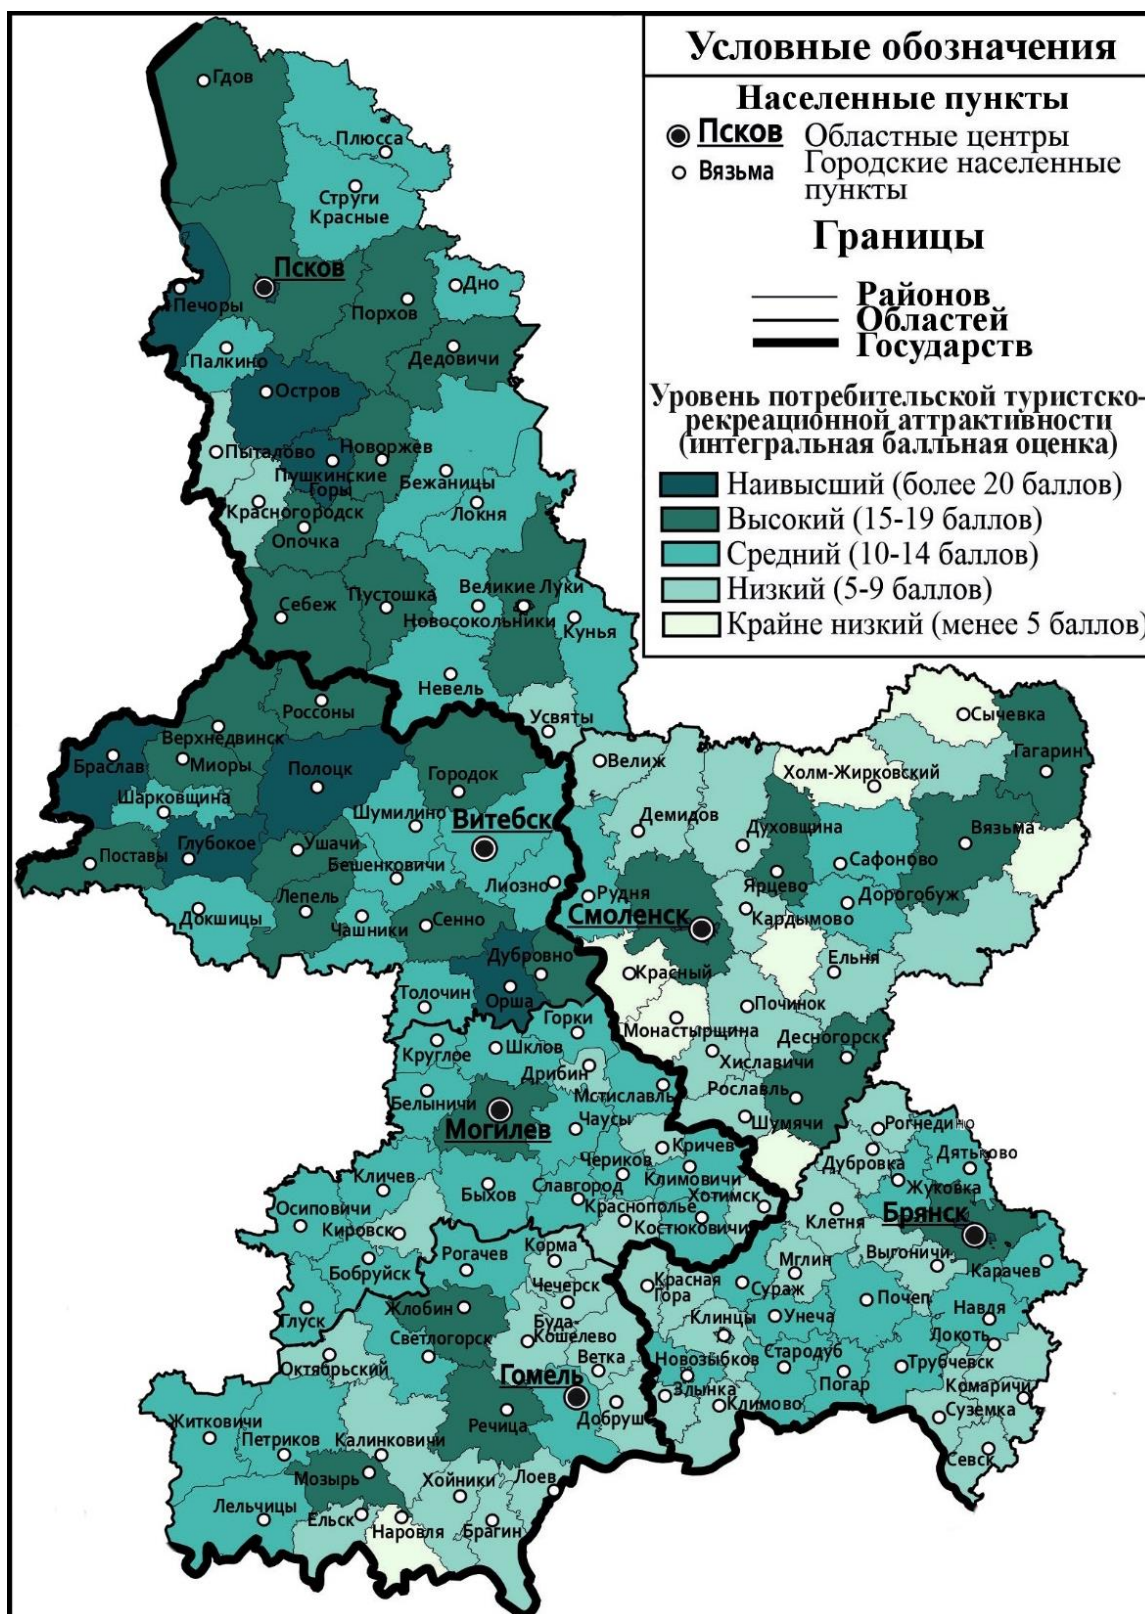 Условные обозначения
Населенные пункты
Псков Областные центры
Вязьма Городские населенные
пункты
Границы
Районов
Областей
Государств
Уровень потребительской туристско-
рекреационной аттрактивности
(интегральная балльная оценка)
Наивысший (более 20 баллов)
Высокий (15-19 баллов)
Средний (10-14 баллов)
Низкий (5-9 баллов)
Крайне низкий (менее 5 баллов)
Гдов
Плюсса
Струги
Красные
Псков
Дно
Печоры
Порхов
Палкино
Дедовичи
Остров
Новоржев
Пыталово
Пушкинские
Горы
Бежаницы
Красногородск
Локня
Опочка
Великие Луки
Пустошка
Себеж
Новосокольники
Кунья
Невель
Усвяты
Россоны
Верхнедвинск
Браслав
Миоры
Полоцк
Городок
Шарковщина
Шумилино
Витебск
Глубокое
Ушачи
Поставы
Бешенковичи
Лиозно
Лепель
Докшицы
Чашники
Сенно
Дубровно
Орша
Толочин
Сычевка
Гагарин
Велиж
Холм-Жирковский
Демидов
Духовщина
Вязьма
Сафоново
Ярцево
Рудня
Дорогобуж
Смоленск
Кардымово
Красный
Ельня
Починок
Монастырщина
Десногорск
Хиславичи
Рославль
Шумячи
Горки
Круглое
Шклов
Дрибин
Мстиславль
Белыничи
Чаусы
Могилев
Кричев
Чериков
Климовичи
Кличев
Быхов
Славгород
Хотимск
Осиповичи
Краснополье
Костюковичи
Кировск
Бобруйск
Глуск
Рогнедино
Дубровка
Дятьково
Жуковка
Клетня
Брянск
Выгоничи
Мглин
Карачев
Красная
Гора
Сураж
Почеп
Унеча
Навля
Клинцы
Локоть
Новозыбков
Стародуб
Трубчевск
Погар
Злынка
Климово
Комаричи
Суземка
Севск
Рогачев
Корма
Чечерск
Жлобин
Буда-
Кошелево
Светлогорск
Октябрьский
Ветка
Гомель
Добруш
Речица
Житковичи
Петриков
Калинковичи
Мозырь
Хойники
Лоев
Лельчицы
Ельск
Наровля
Брагин